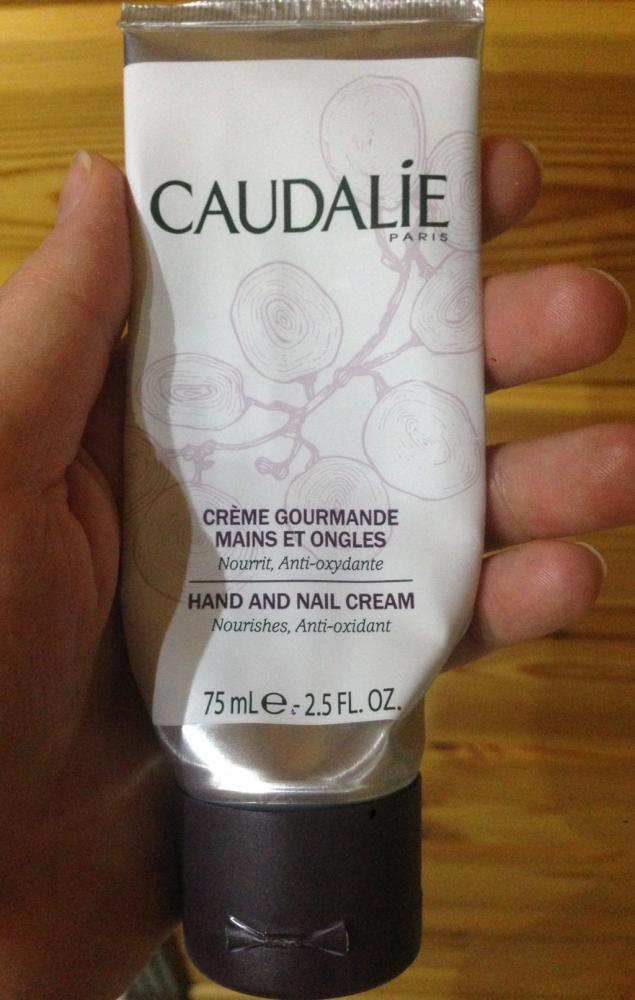 CAUDALÍE
PARIS
CRÈME GOURMANDE
MAINS ET ONGLES
Nourrit, Anti-oxydante
HAND AND NAIL CREAM
Nourishes, Anti-oxidant
75 mL ℮ - 2.5 FL. OZ.